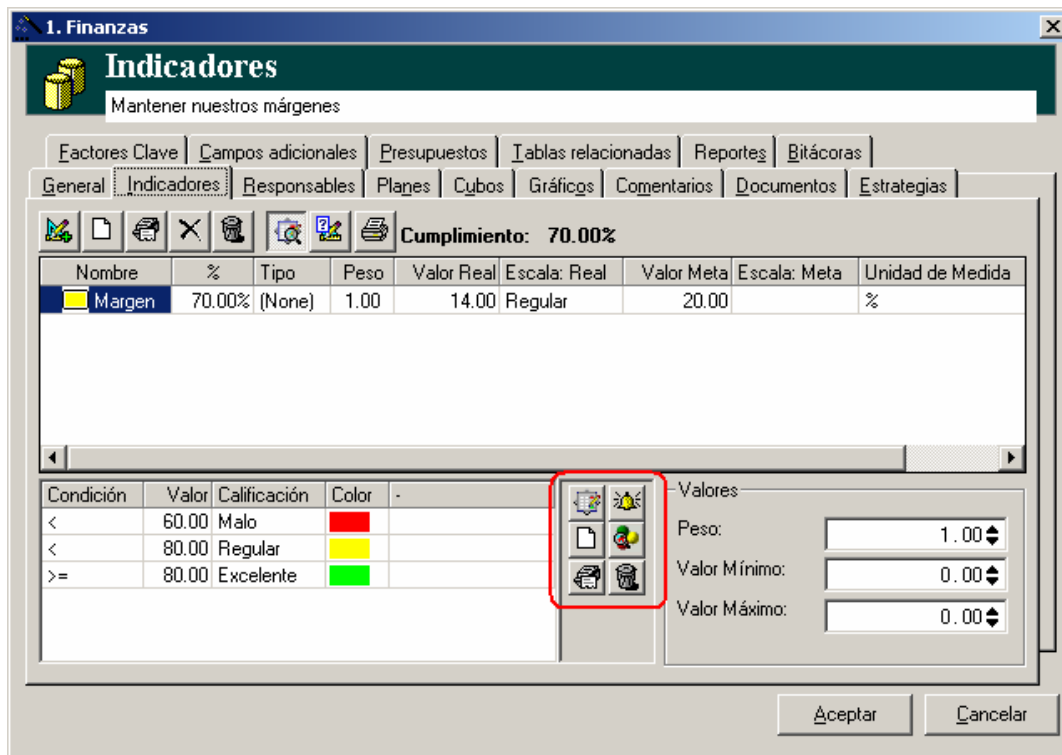 1. Finanzas
Indicadores
Mantener nuestros márgenes
Factores Clave Campos adicionales Presupuestos Tablas relacionadas Reportes Bitácoras
General Indicadores Responsables Planes Cubos Gráficos Comentarios Documentos Estrategias
Cumplimiento: 70.00%
Nombre % Tipo Peso Valor Real Escala: Real Valor Meta Escala: Meta Unidad de Medida
Margen 70.00% (None) 1.00 14.00 Regular 20.00 %
Condición Valor Calificación Color -
< 60.00 Malo
< 80.00 Regular
>= 80.00 Excelente
Valores
Peso: 1.00
Valor Mínimo: 0.00
Valor Máximo: 0.00
Aceptar Cancelar